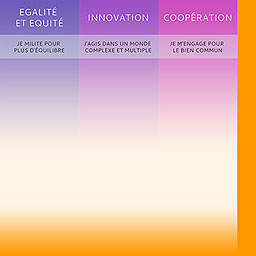 EGALITÉ
ET EQUITÉ
INNOVATION
COOPÉRATION
JE MILITE POUR
PLUS D'ÉQUILIBRE
J'AGIS DANS UN MONDE
COMPLEXE ET MULTIPLE
JE M'ENGAGE POUR
LE BIEN COMMUN